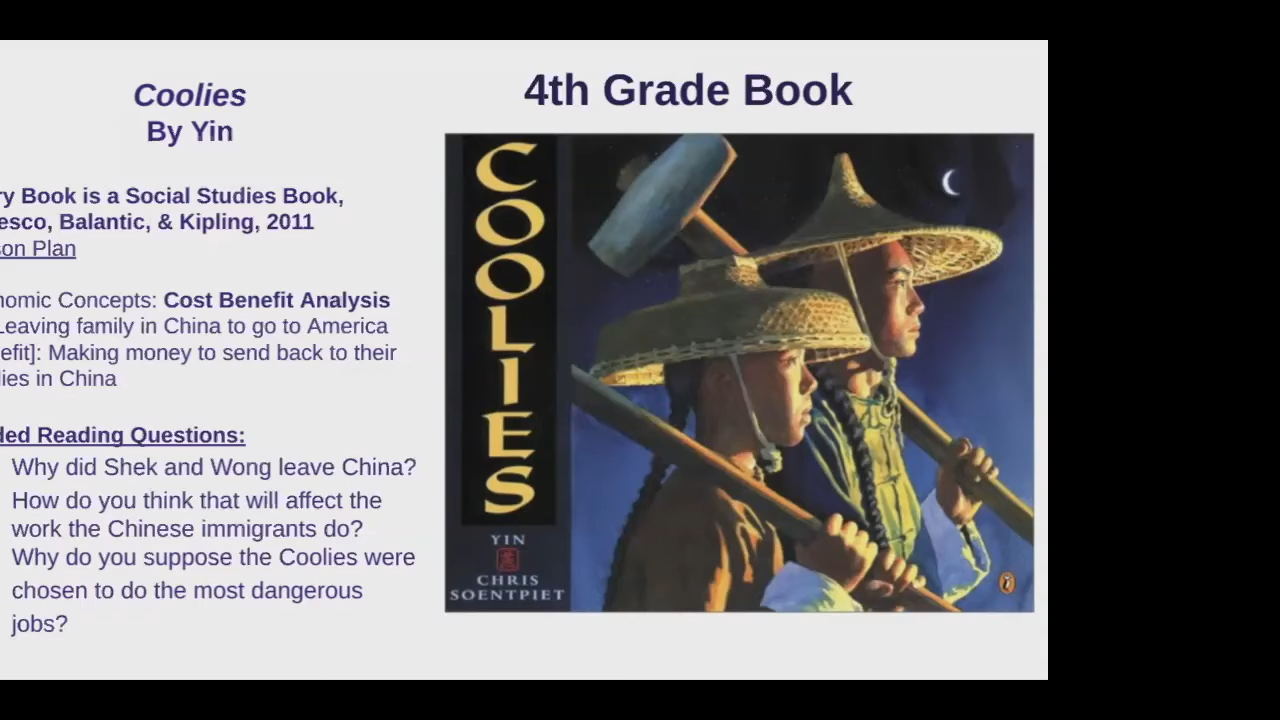 Coolies
By Yin
4th Grade Book
ry Book is a Social Studies Book,
esco, Balantic, & Kipling, 2011
son Plan
nomic Concepts: Cost Benefit Analysis
Leaving family in China to go to America
efit]: Making money to send back to their
lies in China
ded Reading Questions:
Why did Shek and Wong leave China?
How do you think that will affect the
work the Chinese immigrants do?
Why do you suppose the Coolies were
chosen to do the most dangerous
jobs?
COOLIES
YIN
CHRIS
SOENTPIET